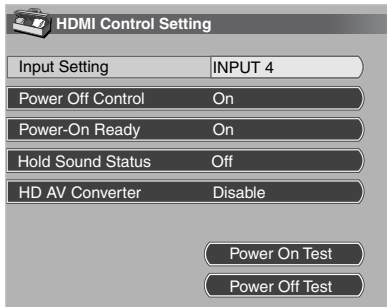 HDMI Control Setting
Input Setting INPUT 4
Power Off Control On
Power-On Ready On
Hold Sound Status Off
HD AV Converter Disable
Power On Test
Power Off Test